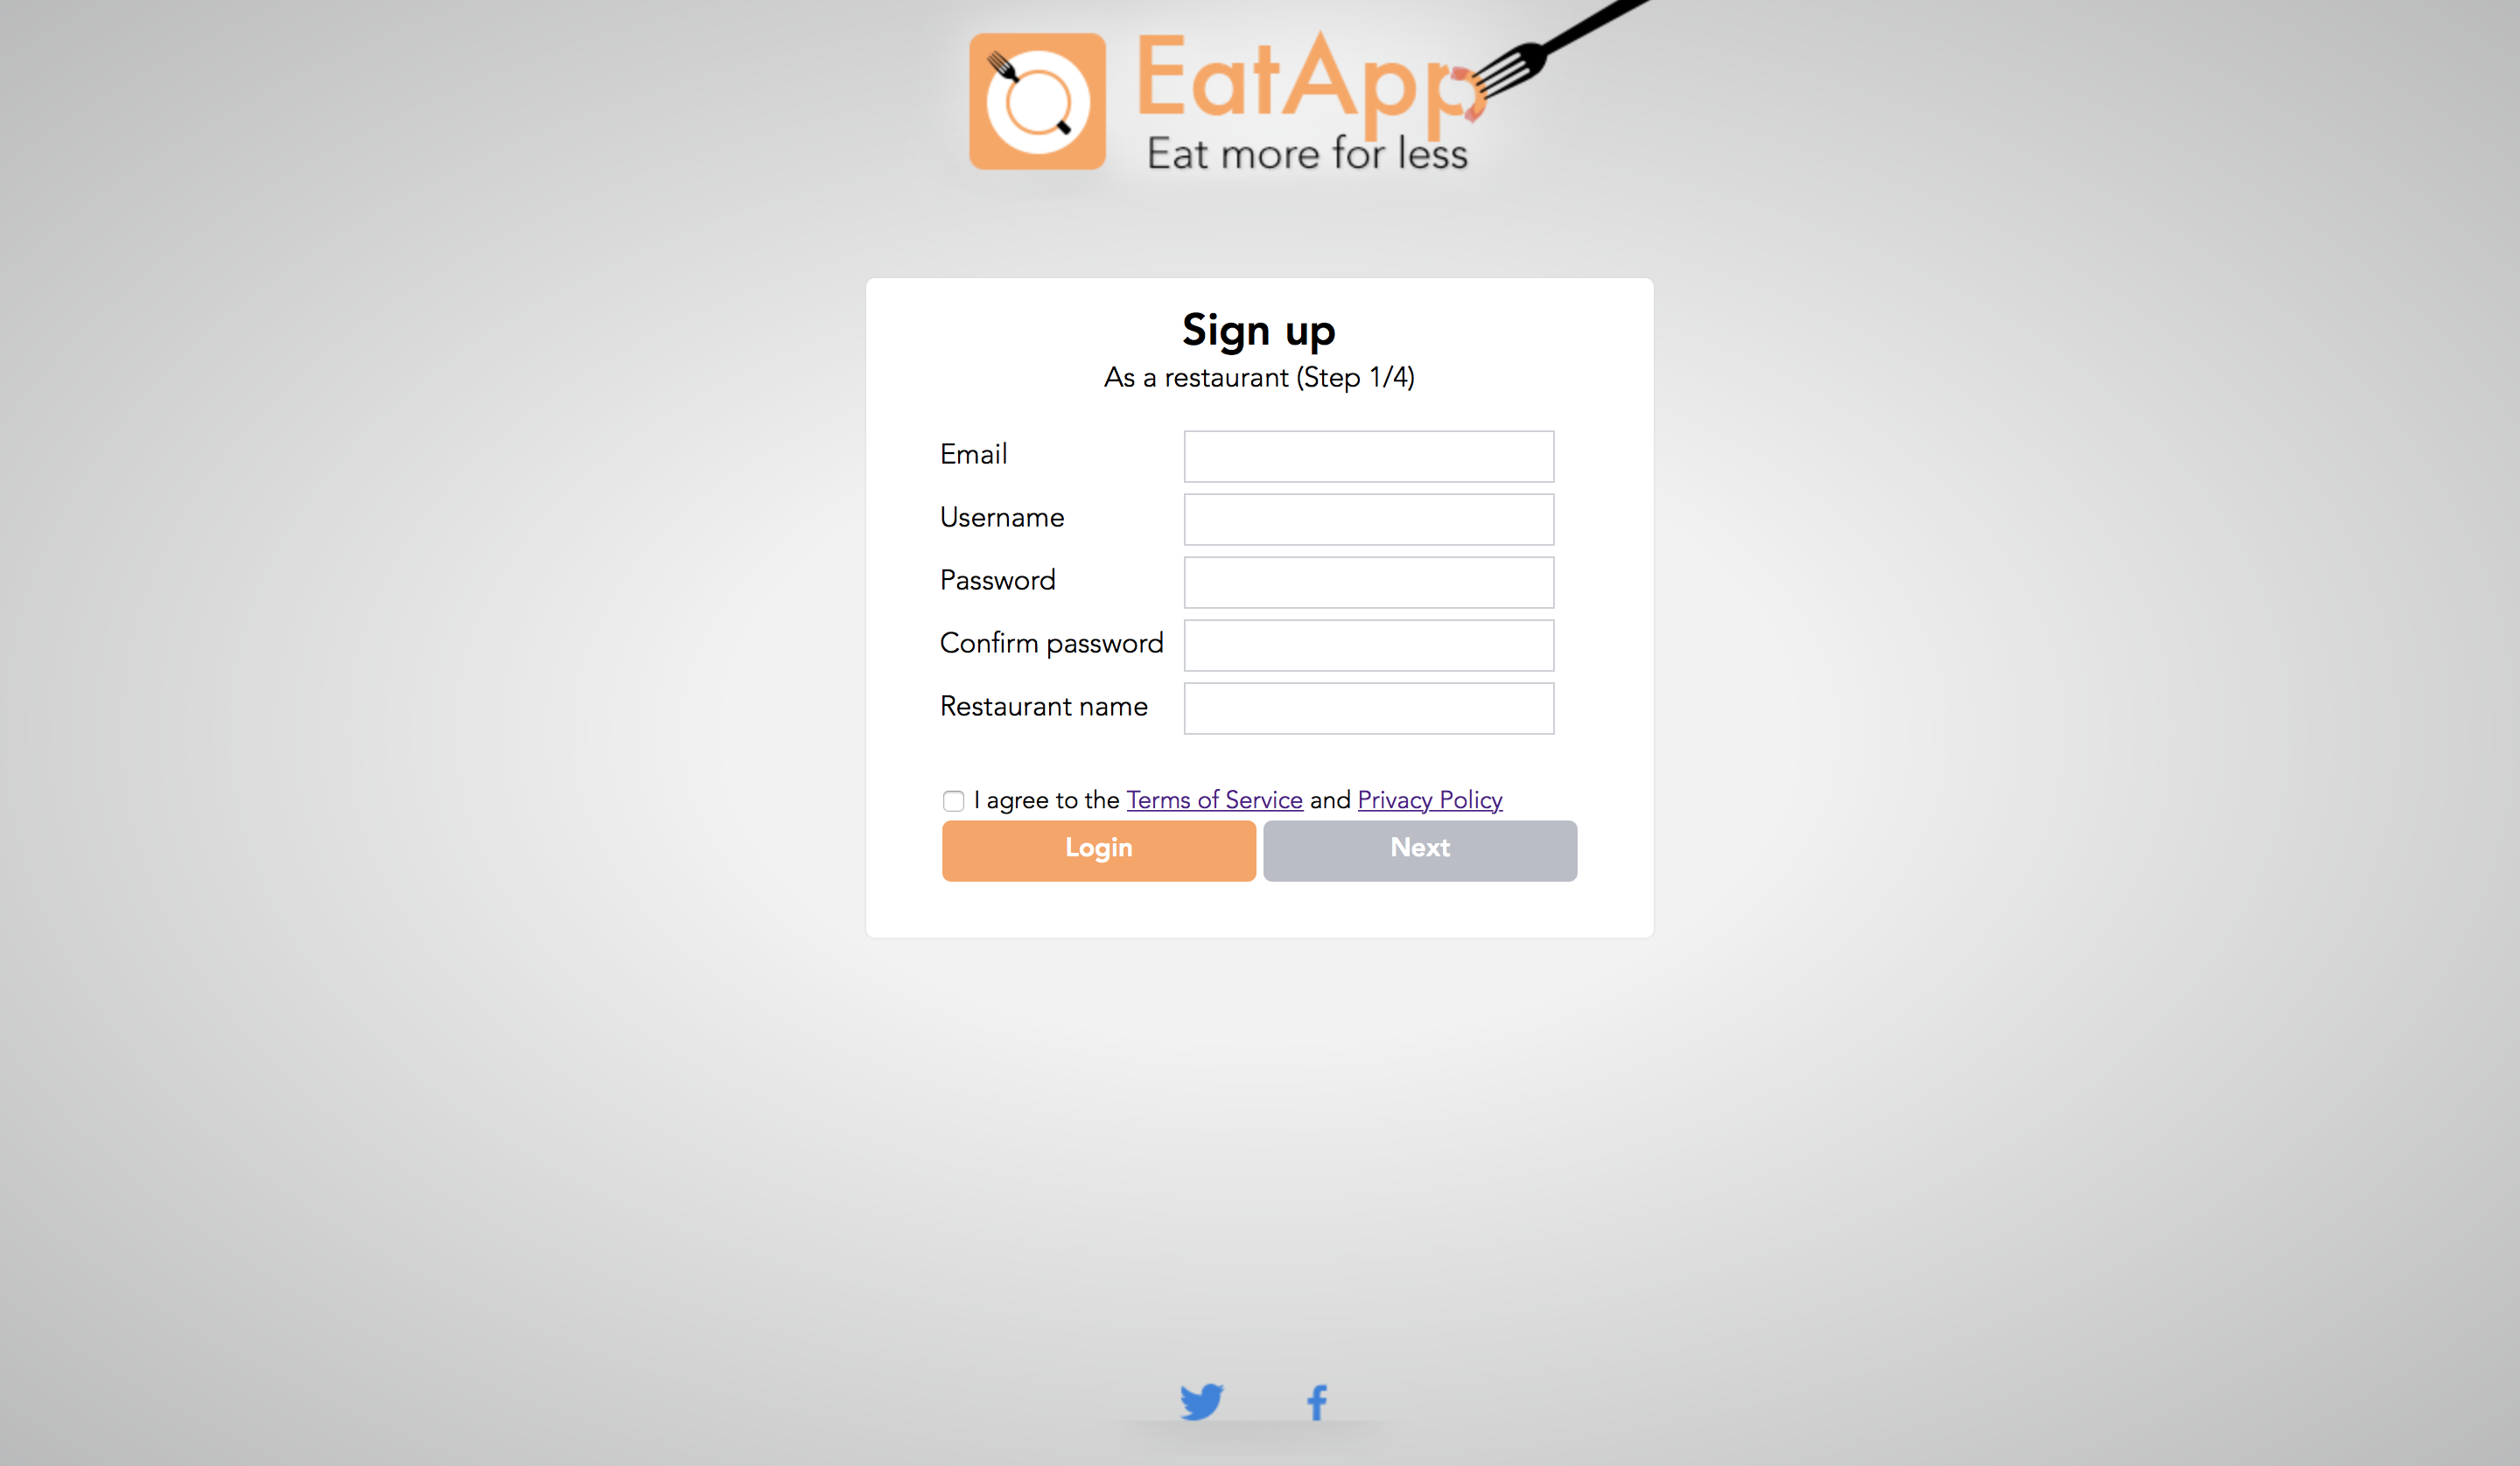 EatApp
Eat more for less
Sign up
As a restaurant (Step 1/4)
Email
Username
Password
Confirm password
Restaurant name
I agree to the Terms of Service and Privacy Policy
Login Next